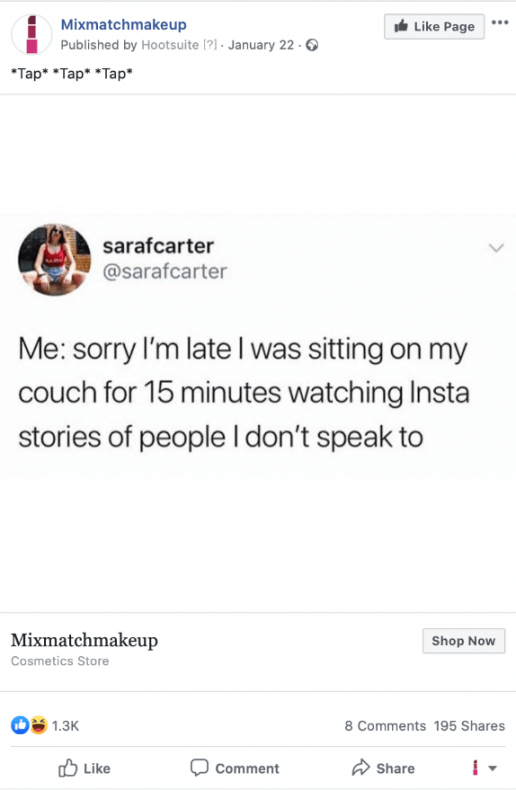 Mixmatchmakeup
Like Page
Published by Hootsuite [?] · January 22 ·
*Tap* *Tap* *Tap*
sarafcarter
@sarafcarter
Me: sorry I'm late I was sitting on my
couch for 15 minutes watching Insta
stories of people I don't speak to
Mixmatchmakeup
Shop Now
Cosmetics Store
1.3K
8 Comments 195 Shares
Like
Comment
Share